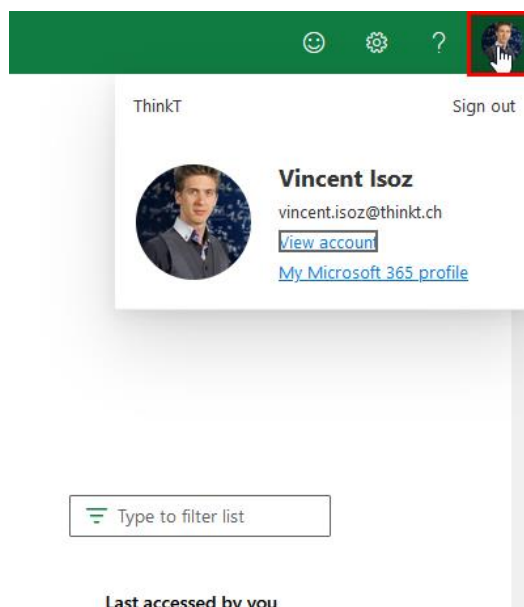 ?
ThinkT Sign out
Vincent Isoz
vincent.isoz@thinkt.ch
View account
My Microsoft 365 profile
Type to filter list
Last accessed by you